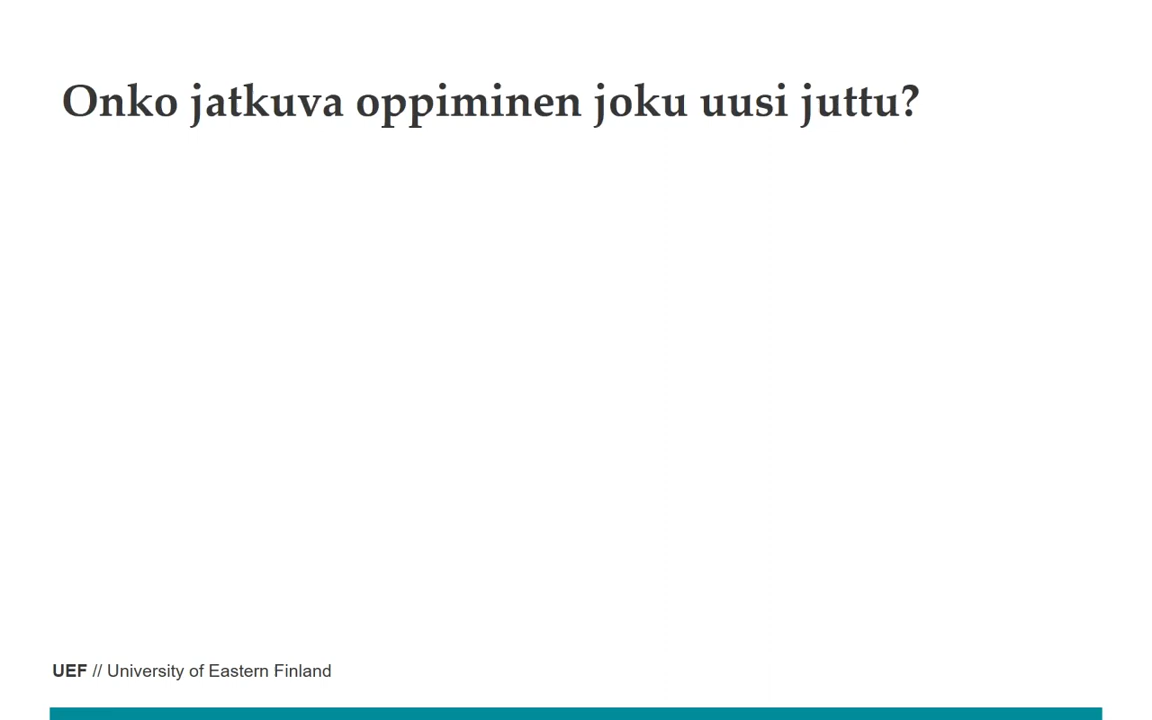 Onko jatkuva oppiminen joku uusi juttu?
UEF // University of Eastern Finland